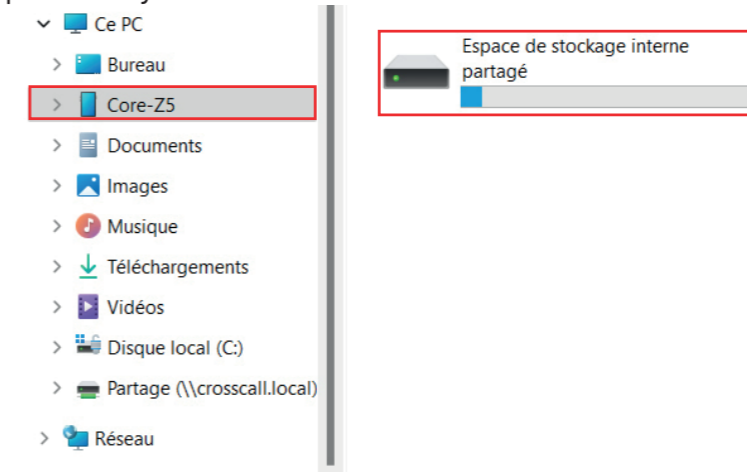 Ce PC
Bureau
Core-Z5
Documents
Images
Musique
Téléchargements
Vidéos
Disque local (C:)
Partage (\\crosscall.local)
Réseau
Espace de stockage interne
partagé